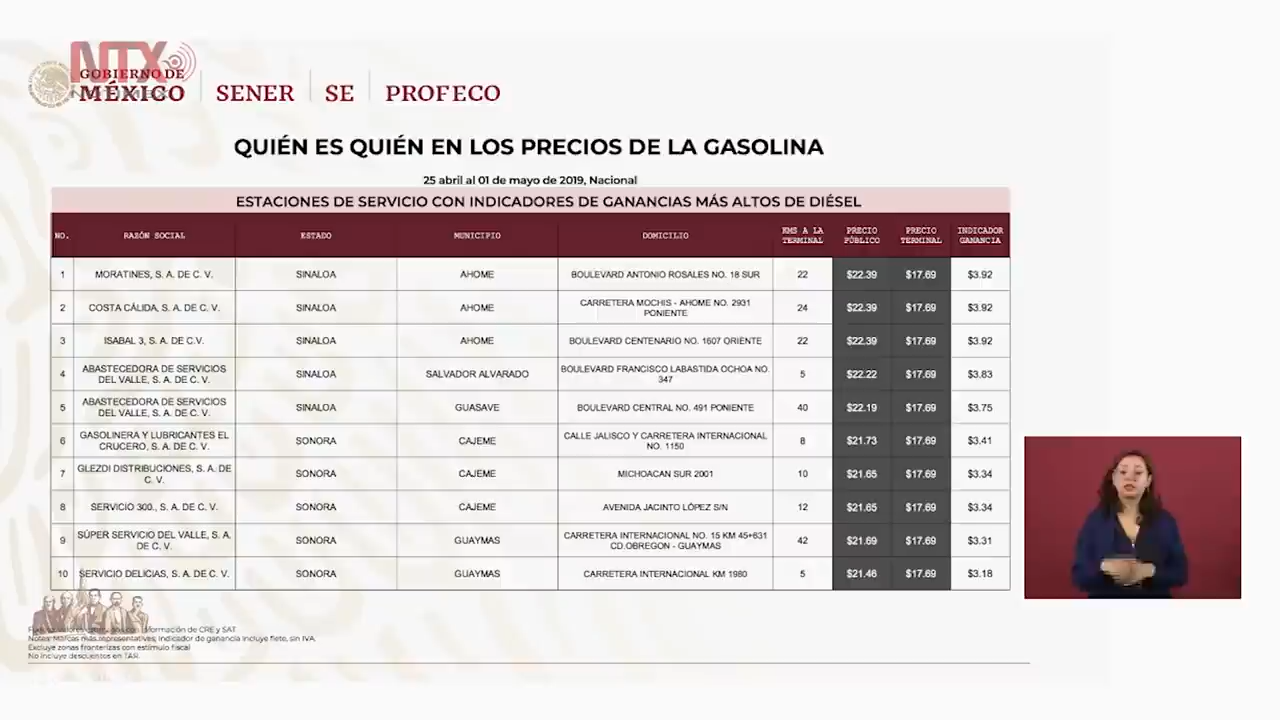 NTX
GOBIERNO DE
MÉXICO
SENER
SE
PROFECO
QUIÉN ES QUIÉN EN LOS PRECIOS DE LA GASOLINA
25 abril al 01 de mayo de 2019, Nacional
ESTACIONES DE SERVICIO CON INDICADORES DE GANANCIAS MÁS ALTOS DE DIÉSEL
NO. RAZÓN SOCIAL ESTADO MUNICIPIO DOMICILIO KMS A LA TERMINAL PRECIO PÚBLICO PRECIO TERMINAL INDICADOR GANANCIA
1 MORATINES, S. A. DE C. V. SINALOA AHOME BOULEVARD ANTONIO ROSALES NO. 18 SUR 22 $22.39 $17.69 $3.92
2 COSTA CÁLIDA, S. A. DE C. V. SINALOA AHOME CARRETERA MOCHIS - AHOME NO. 2931 PONIENTE 24 $22.39 $17.69 $3.92
3 ISABAL 3, S. A. DE C.V. SINALOA AHOME BOULEVARD CENTENARIO NO. 1607 ORIENTE 22 $22.39 $17.69 $3.92
4 ABASTECEDORA DE SERVICIOS DEL VALLE, S. A. DE C. V. SINALOA SALVADOR ALVARADO BOULEVARD FRANCISCO LABASTIDA OCHOA NO. 347 5 $22.22 $17.69 $3.83
5 ABASTECEDORA DE SERVICIOS DEL VALLE, S. A. DE C. V. SINALOA GUASAVE BOULEVARD CENTRAL NO. 491 PONIENTE 40 $22.19 $17.69 $3.75
6 GASOLINERA Y LUBRICANTES EL CRUCERO, S. A. DE C. V. SONORA CAJEME CALLE JALISCO Y CARRETERA INTERNACIONAL NO. 1150 8 $21.73 $17.69 $3.41
7 GLEZDI DISTRIBUCIONES, S. A. DE C. V. SONORA CAJEME MICHOACAN SUR 2001 10 $21.65 $17.69 $3.34
8 SERVICIO 300., S. A. DE C. V. SONORA CAJEME AVENIDA JACINTO LÓPEZ S/N 12 $21.65 $17.69 $3.34
9 SÚPER SERVICIO DEL VALLE, S. A. DE C. V. SONORA GUAYMAS CARRETERA INTERNACIONAL NO. 15 KM 45+631 CD.OBREGON - GUAYMAS 42 $21.69 $17.69 $3.31
10 SERVICIO DELICIAS, S. A. DE C. V. SONORA GUAYMAS CARRETERA INTERNACIONAL KM 1980 5 $21.46 $17.69 $3.18
información de CRE y SAT
Notas: Marcas más representativas, indicador de ganancia incluye flete, sin IVA.
Excluye zonas fronterizas con estímulo fiscal
No incluye descuentos en TAR.